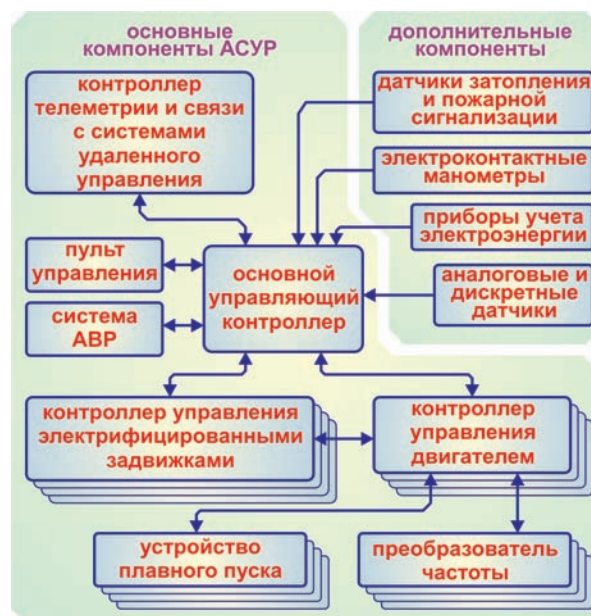 основные
компоненты АСУР
дополнительные
компоненты
контроллер
телеметрии и связи
с системами
удаленного
управления
датчики затопления
и пожарной
сигнализации
электроконтактные
манометры
приборы учета
электроэнергии
аналоговые и
дискретные
датчики
пульт
управления
система
АВР
основной
управляющий
контроллер
контроллер управления
электрифицированными
задвижками
контроллер
управления
двигателем
устройство
плавного пуска
преобразователь
частоты